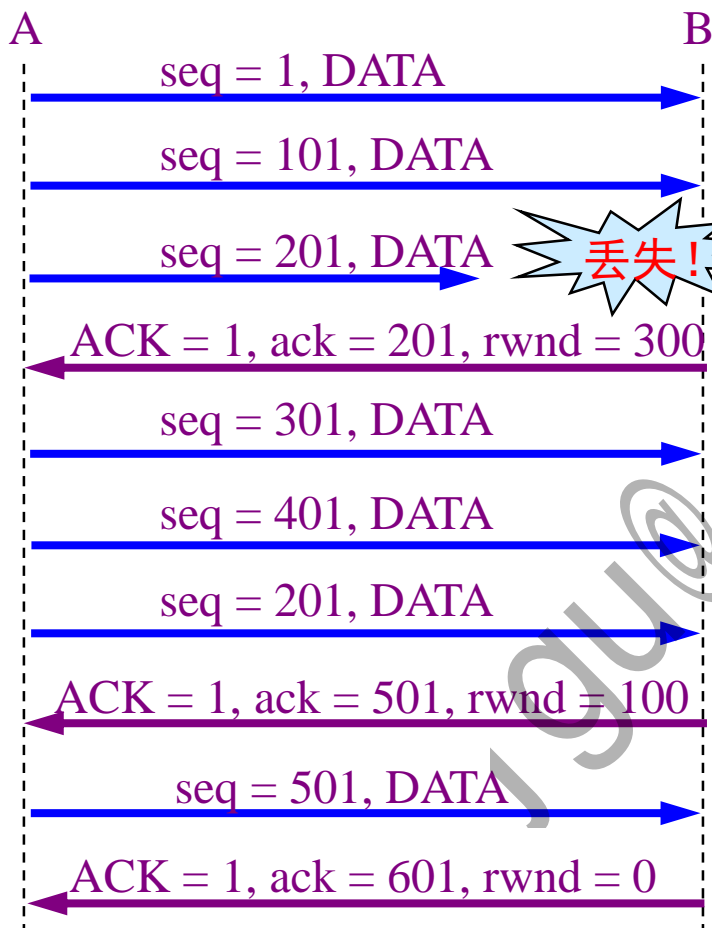 A B
seq = 1, DATA
seq = 101, DATA
seq = 201, DATA
丢失!
ACK = 1, ack = 201, rwnd = 300
seq = 301, DATA
seq = 401, DATA
seq = 201, DATA
ACK = 1, ack = 501, rwnd = 100
seq = 501, DATA
ACK = 1, ack = 601, rwnd = 0